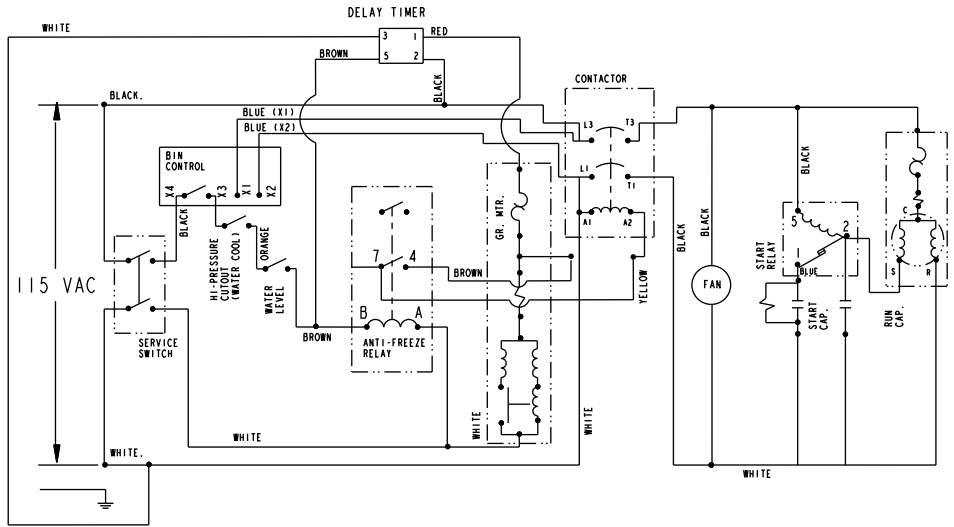 DELAY TIMER
WHITE
3 1
5 2
RED
BROWN
BLACK
CONTACTOR
BLACK.
BLUE (X1)
BLUE (X2)
L3 T3
L1 T1
A1 A2
BIN
CONTROL
X4 X3 X1 X2
BLACK
HI-PRESSURE
CUTOUT
(WATER COOL)
ORANGE
WATER
LEVEL
GR. MTR.
7 4
BROWN
YELLOW
115 VAC
SERVICE
SWITCH
BROWN
B A
ANTI-FREEZE
RELAY
WHITE
WHITE
WHITE
WHITE.
BLACK
BLACK
FAN
BLACK
5 2
1
START
RELAY
BLUE
START
CAP.
RUN
CAP.
C
S R
WHITE